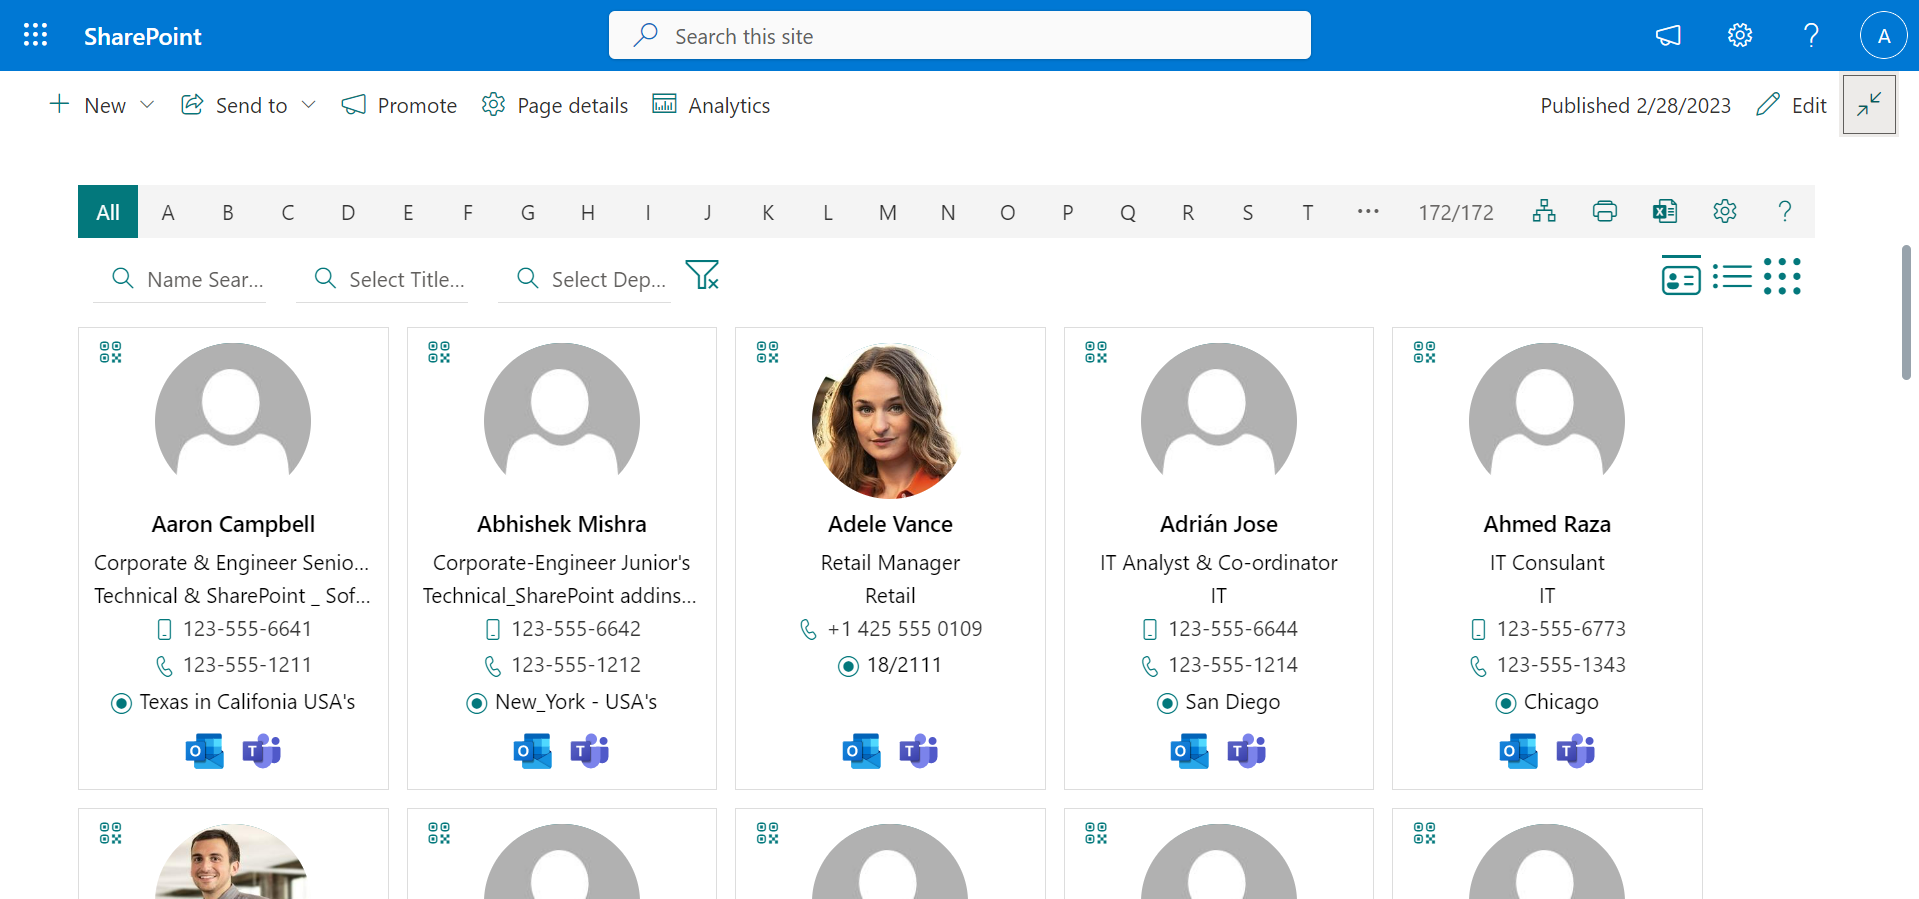 SharePoint
Search this site
A
New
Send to
Promote
Page details
Analytics
Published 2/28/2023
Edit
All A B C D E F G H I J K L M N O P Q R S T ··· 172/172
Name Sear...
Select Title...
Select Dep...
Aaron Campbell
Corporate & Engineer Senio...
Technical & SharePoint _ Sof...
123-555-6641
123-555-1211
Texas in Califonia USA's
Abhishek Mishra
Corporate-Engineer Junior's
Technical_SharePoint addins...
123-555-6642
123-555-1212
New_York - USA's
Adele Vance
Retail Manager
Retail
+1 425 555 0109
18/2111
Adrián Jose
IT Analyst & Co-ordinator
IT
123-555-6644
123-555-1214
San Diego
Ahmed Raza
IT Consulant
IT
123-555-6773
123-555-1343
Chicago